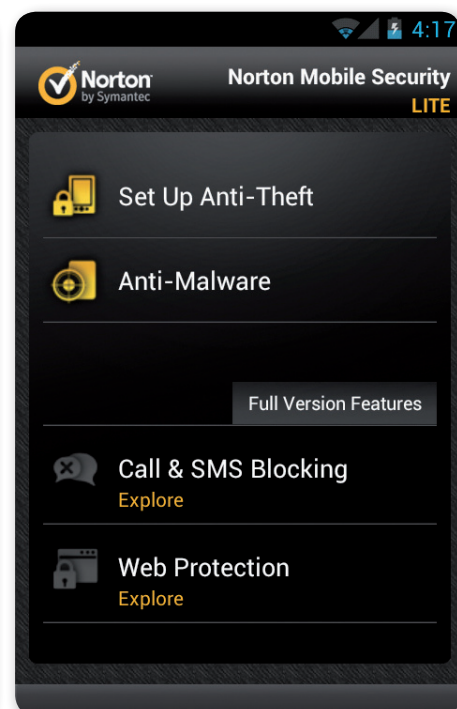 4:17
Norton
by Symantec
Norton Mobile Security
LITE
Set Up Anti-Theft
Anti-Malware
Full Version Features
Call & SMS Blocking
Explore
Web Protection
Explore